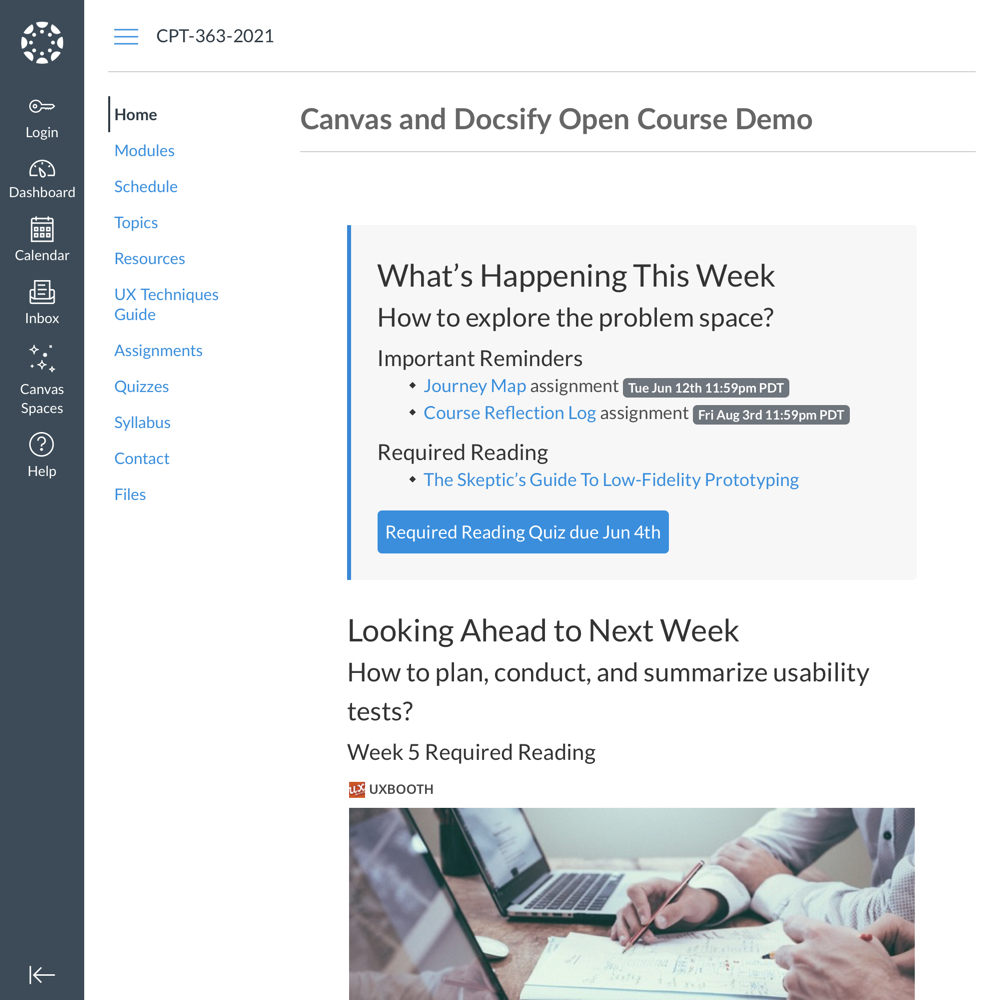 CPT-363-2021
Login
Dashboard
Calendar
Inbox
Canvas
Spaces
Help
Home
Modules
Schedule
Topics
Resources
UX Techniques
Guide
Assignments
Quizzes
Syllabus
Contact
Files
Canvas and Docsify Open Course Demo
What’s Happening This Week
How to explore the problem space?
Important Reminders
Journey Map assignment Tue Jun 12th 11:59pm PDT
Course Reflection Log assignment Fri Aug 3rd 11:59pm PDT
Required Reading
The Skeptic’s Guide To Low-Fidelity Prototyping
Required Reading Quiz due Jun 4th
Looking Ahead to Next Week
How to plan, conduct, and summarize usability
tests?
Week 5 Required Reading
UX UXBOOTH